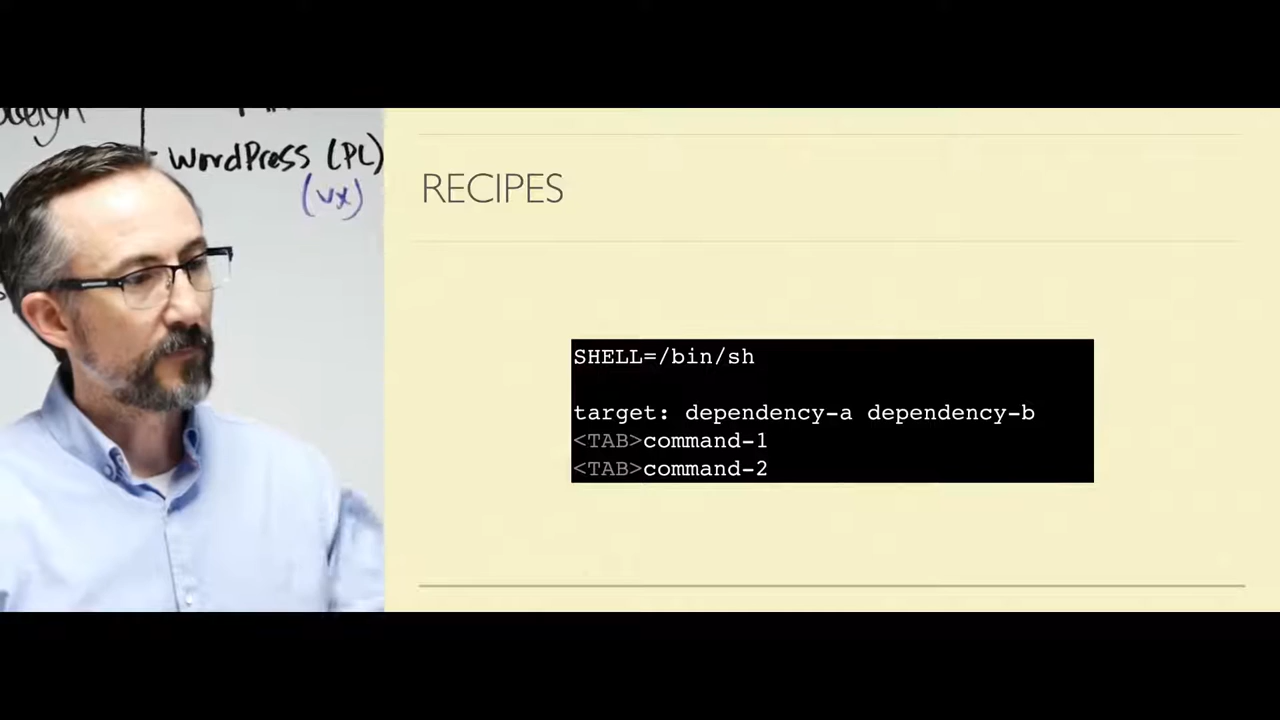 WordPress (PL)
(vx)
RECIPES
SHELL=/bin/sh
target: dependency-a dependency-b
<TAB>command-1
<TAB>command-2